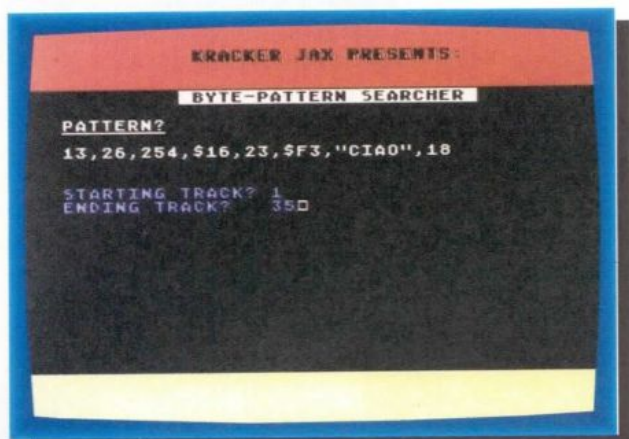 KRACKER JAX PRESENTS:
BYTE-PATTERN SEARCHER
PATTERN?
13,26,254,$16,23,$F3,"CIAO",18
STARTING TRACK? 1
ENDING TRACK? 35